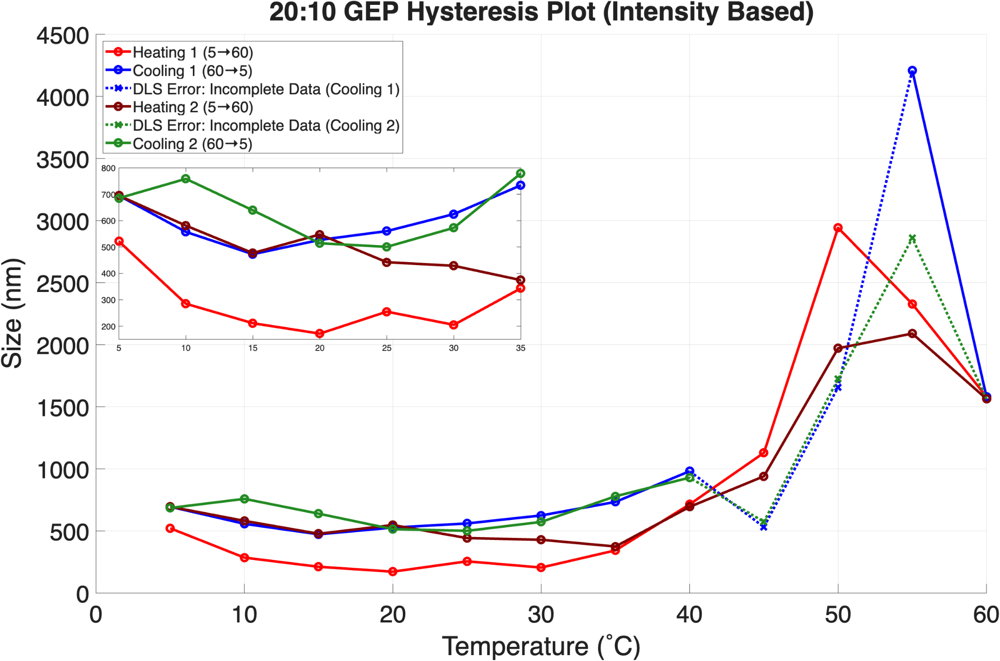 20:10 GEP Hysteresis Plot (Intensity Based)
4500
4000
3500
3000
2500
2000
1500
1000
500
0
Size (nm)
Heating 1 (5→60)
Cooling 1 (60→5)
DLS Error: Incomplete Data (Cooling 1)
Heating 2 (5→60)
DLS Error: Incomplete Data (Cooling 2)
Cooling 2 (60→5)
800
700
600
500
400
300
200
5 10 15 20 25 30 35
0 10 20 30 40 50 60
Temperature (˚C)